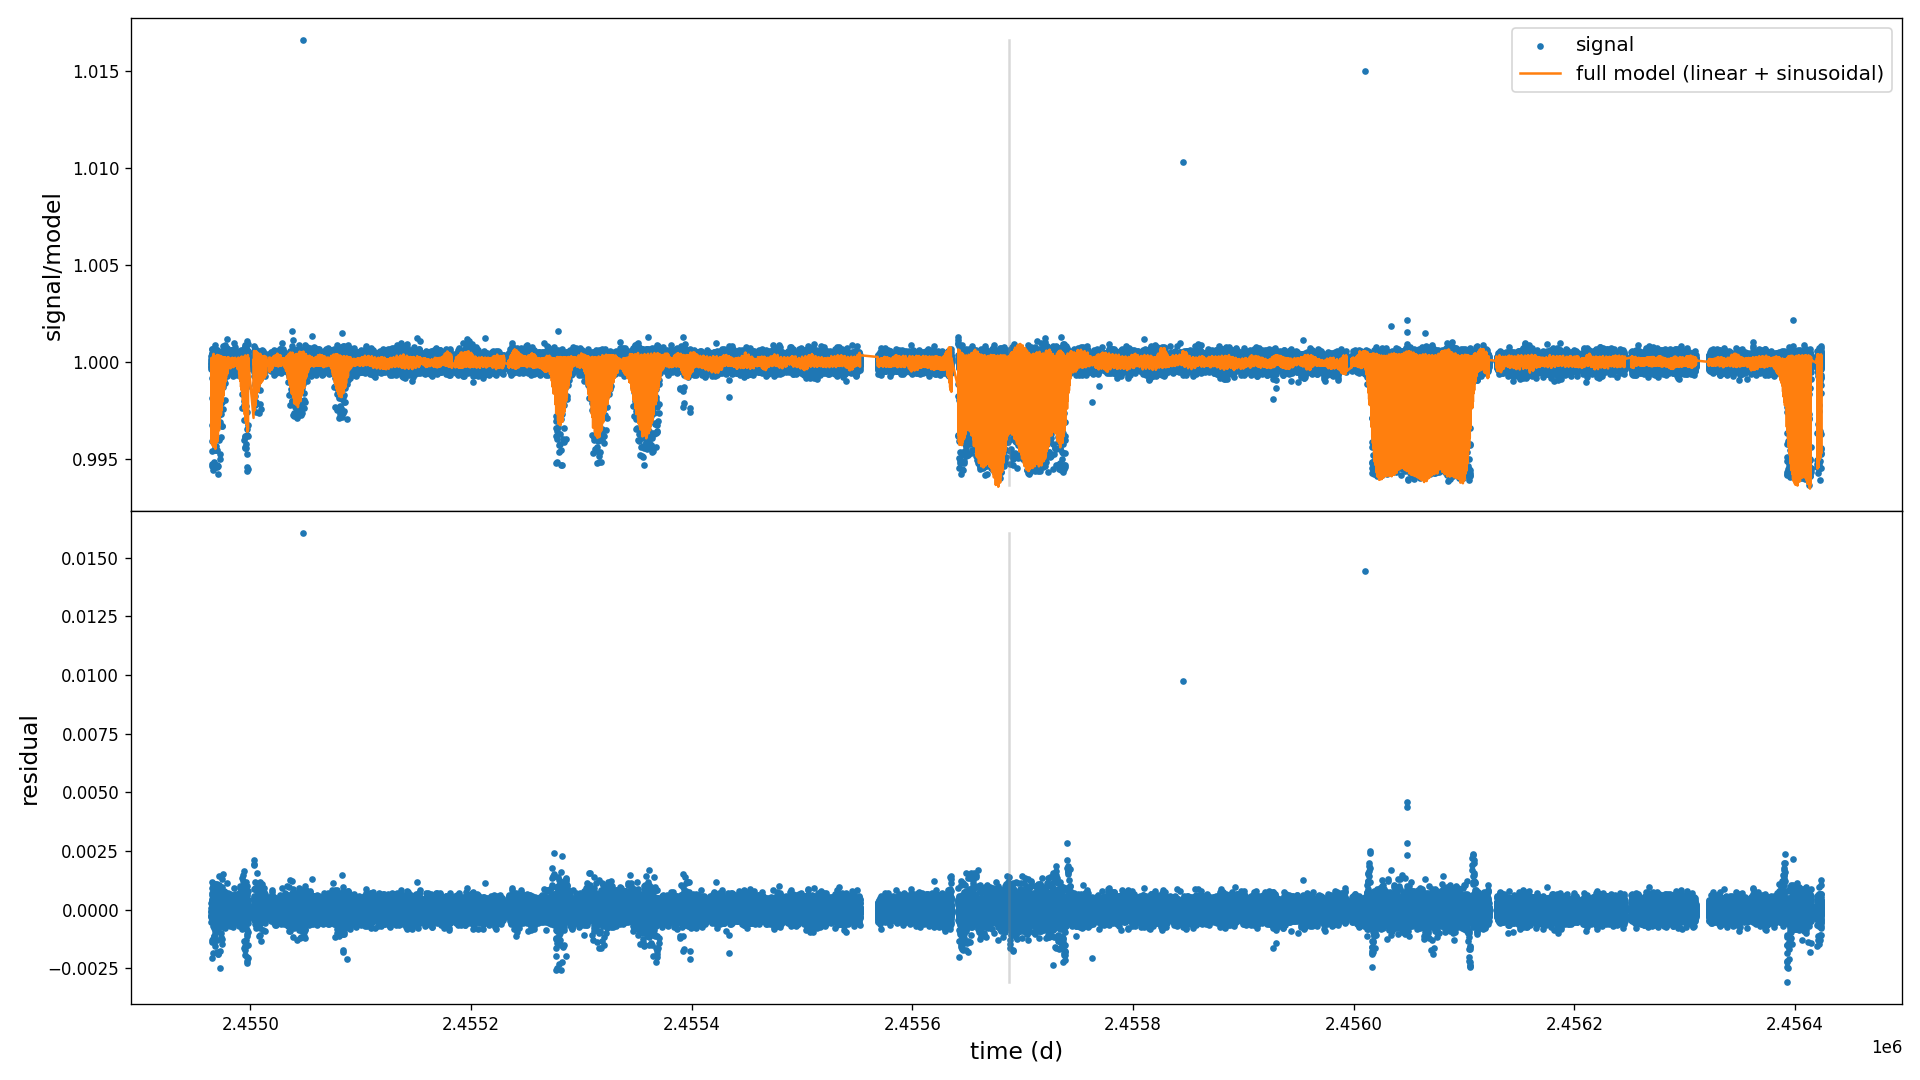 signal
full model (linear + sinusoidal)
signal/model
1.015
1.010
1.005
1.000
0.995
residual
0.0150
0.0125
0.0100
0.0075
0.0050
0.0025
0.0000
−0.0025
2.4550 2.4552 2.4554 2.4556 2.4558 2.4560 2.4562 2.4564
time (d)
1e6